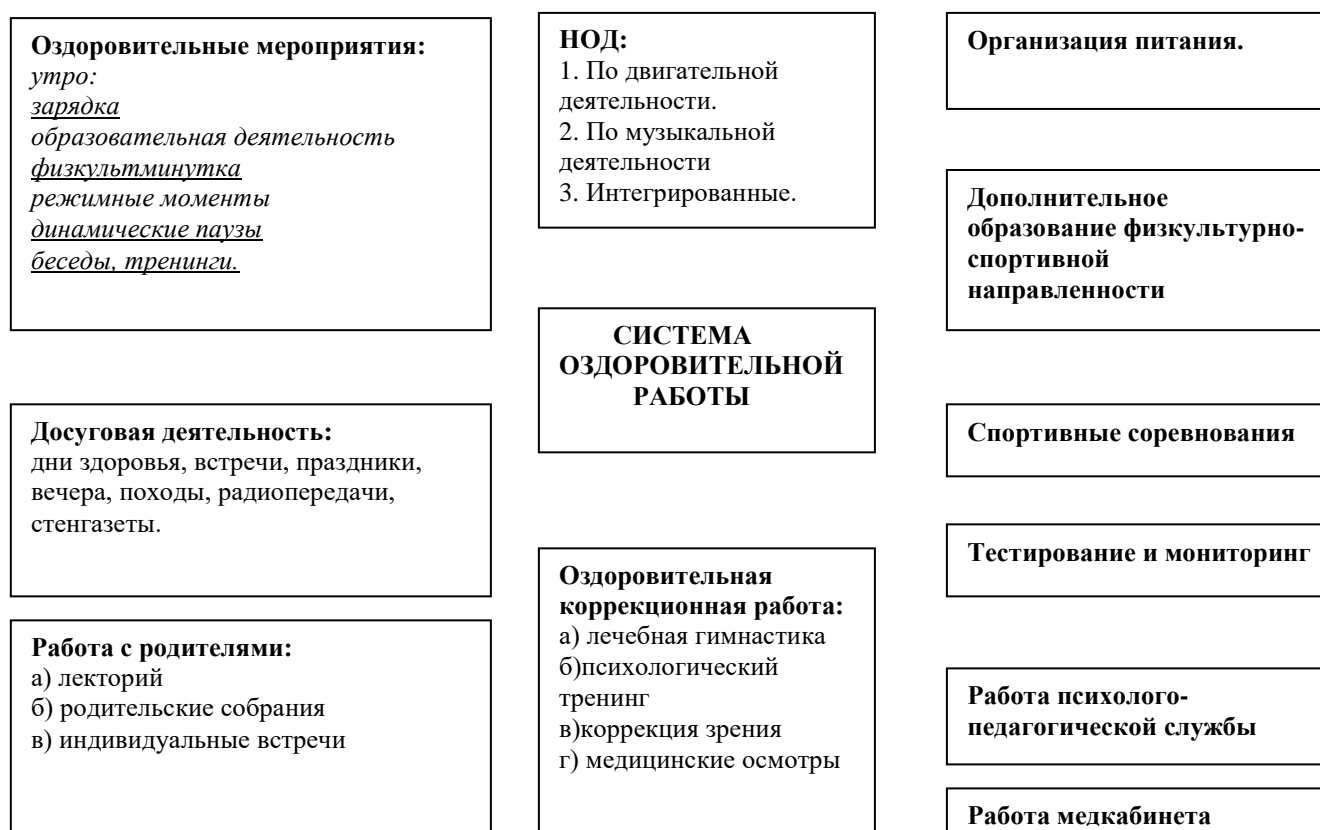 Оздоровительные мероприятия:
утро:
зарядка
образовательная деятельность
физкультминутка
режимные моменты
динамические паузы
беседы, тренинги.
Досуговая деятельность:
дни здоровья, встречи, праздники,
вечера, походы, радиопередачи,
стенгазеты.
Работа с родителями:
а) лекторий
б) родительские собрания
в) индивидуальные встречи
НОД:
1. По двигательной
деятельности.
2. По музыкальной
деятельности
3. Интегрированные.
СИСТЕМА
ОЗДОРОВИТЕЛЬНОЙ
РАБОТЫ
Оздоровительная
коррекционная работа:
а) лечебная гимнастика
б)психологический
тренинг
в)коррекция зрения
г) медицинские осмотры
Организация питания.
Дополнительное
образование физкультурно-
спортивной
направленности
Спортивные соревнования
Тестирование и мониторинг
Работа психолого-
педагогической службы
Работа медкабинета